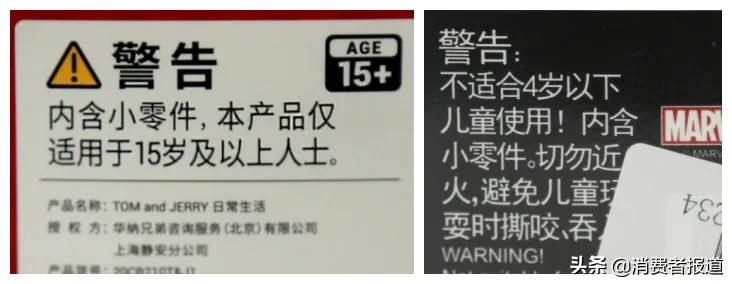 警告
AGE
15+
内含小零件，本产品仅
适用于15岁及以上人士。
产品名称：TOM and JERRY 日常生活
授 权 方：华纳兄弟咨询服务（北京）有限公司
上海静安分公司
警告：
不适合4岁以下
儿童使用！内含
小零件。切勿近
火，避免儿童玩
耍时撕咬、吞
WARNING!
MARV
MARV
234
头条 @消费者报道